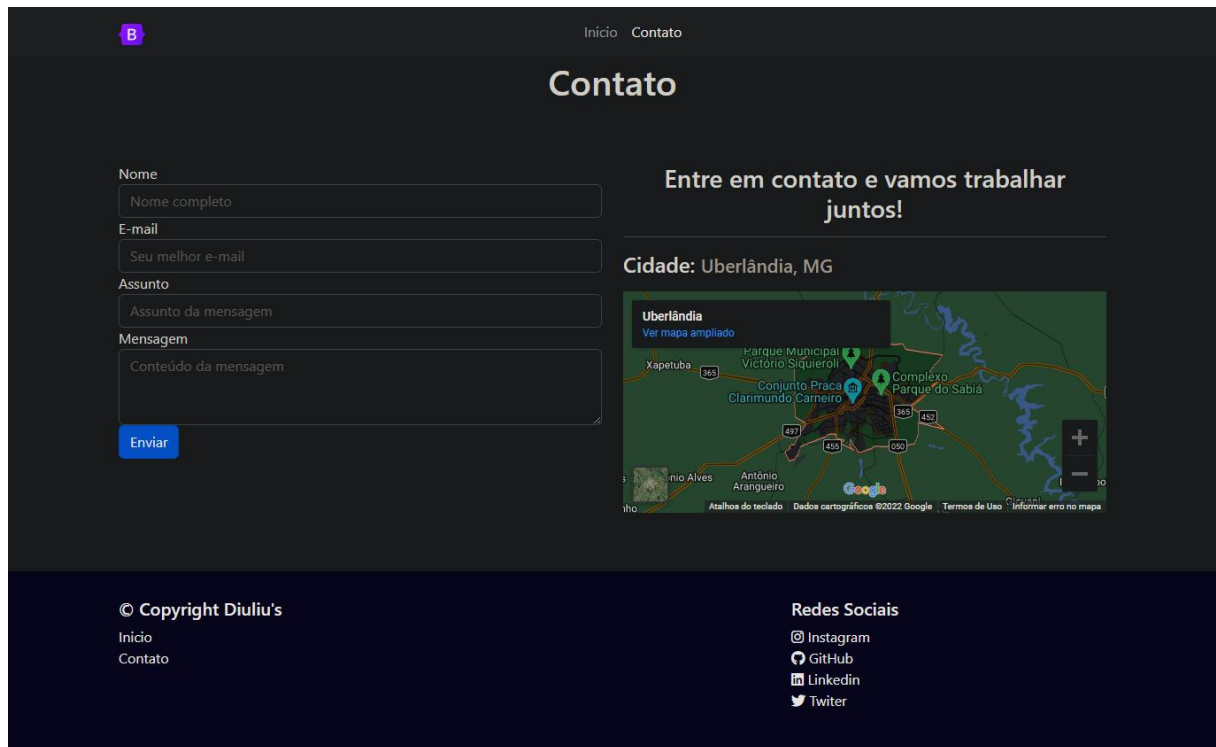 B
Inicio Contato
Contato
Nome
Nome completo
E-mail
Seu melhor e-mail
Assunto
Assunto da mensagem
Mensagem
Conteúdo da mensagem
Enviar
Entre em contato e vamos trabalhar
juntos!
Cidade: Uberlândia, MG
Uberlândia
Ver mapa ampliado
Parque Municipal
Victório Siquieroli
Xapetuba
365
Complexo
Parque do Sabiá
Conjunto Praca
Clarimundo Carneiro
365
452
497
455
050
nio Alves
Antônio
Arangueiro
Google
Atalhos do teclado Dados cartográficos ©2022 Google Termos de Uso Informar erro no mapa
© Copyright Diuliu's
Inicio
Contato
Redes Sociais
Instagram
GitHub
Linkedin
Twiter